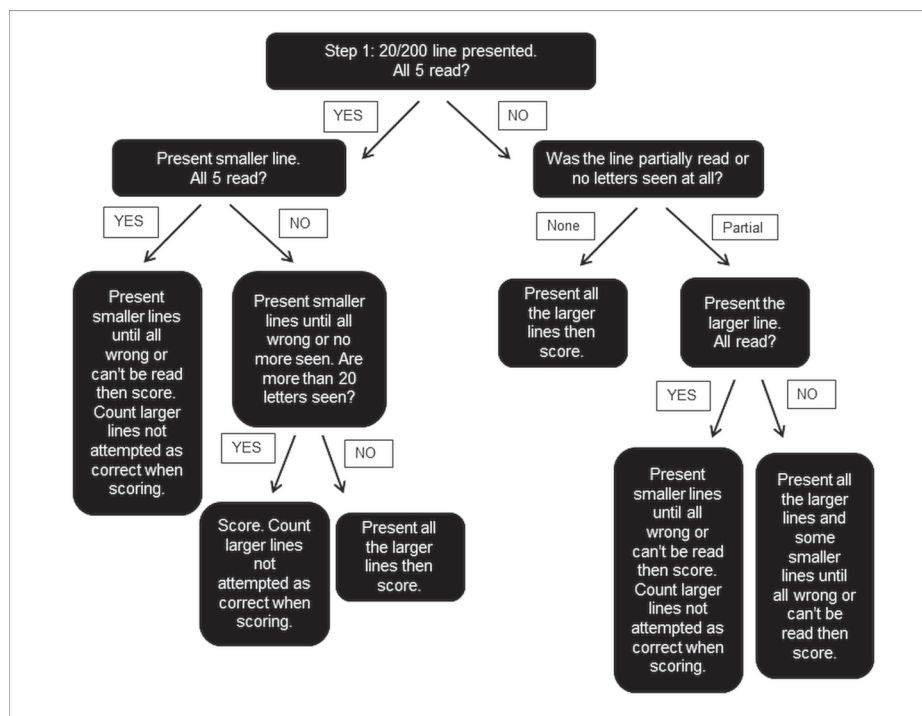 Step 1: 20/200 line presented.
All 5 read?
YES
NO
Present smaller line.
All 5 read?
Was the line partially read or
no letters seen at all?
YES
NO
None
Partial
Present
smaller lines
until all
wrong or
can't be read
then score.
Count larger
lines not
attempted as
correct when
scoring.
Present smaller
lines until all
wrong or no
more seen. Are
more than 20
letters seen?
Present all
the larger
lines then
score.
Present the
larger line.
All read?
YES
NO
YES
NO
Score. Count
larger lines
not
attempted as
correct when
scoring.
Present all
the larger
lines then
score.
Present
smaller lines
until all
wrong or
can't be read
then score.
Count larger
lines not
attempted as
correct when
scoring.
Present all
the larger
lines and
some
smaller
lines until
all wrong or
can't be
read then
score.